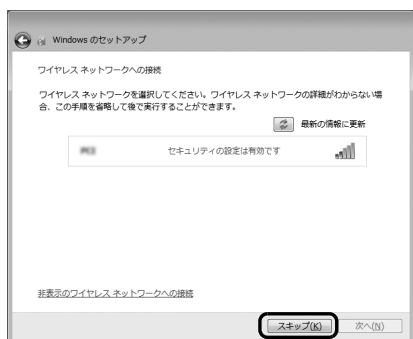 Windows のセットアップ
ワイヤレス ネットワークへの接続
ワイヤレス ネットワークを選択してください。ワイヤレス ネットワークの詳細がわからない場
合、この手順を省略して後で実行することができます。
最新の情報に更新
セキュリティの設定は有効です
非表示のワイヤレス ネットワークへの接続
スキップ(K) 次へ(N)